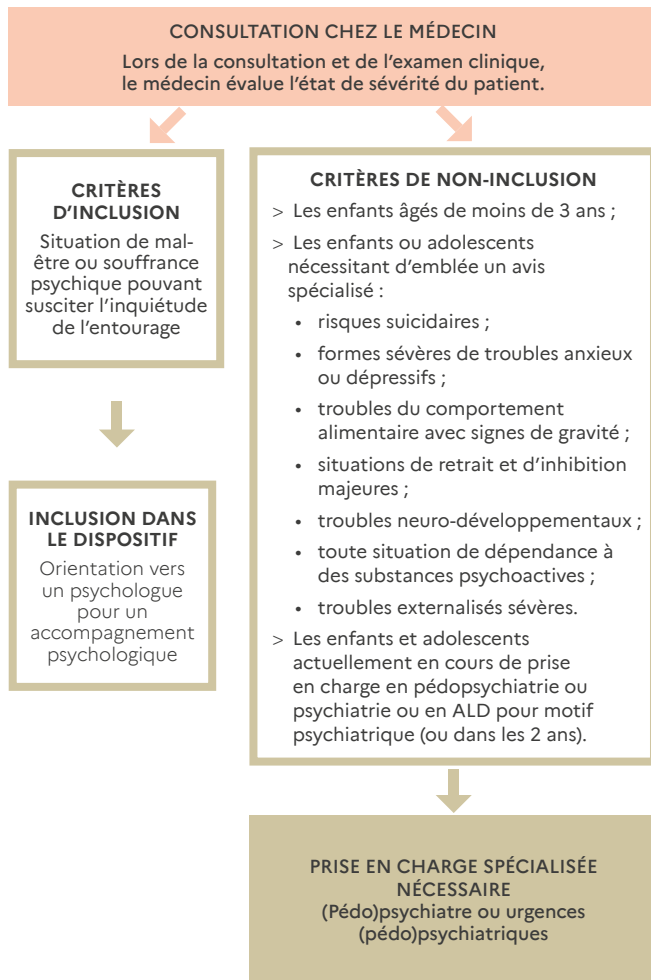 CONSULTATION CHEZ LE MÉDECIN
Lors de la consultation et de l'examen clinique,
le médecin évalue l'état de sévérité du patient.
CRITÈRES
D'INCLUSION
Situation de mal-
être ou souffrance
psychique pouvant
susciter l'inquiétude
de l'entourage
INCLUSION DANS
LE DISPOSITIF
Orientation vers
un psychologue
pour un
accompagnement
psychologique
CRITÈRES DE NON-INCLUSION
> Les enfants âgés de moins de 3 ans ;
> Les enfants ou adolescents
nécessitant d'emblée un avis
spécialisé :
• risques suicidaires ;
• formes sévères de troubles anxieux
ou dépressifs ;
• troubles du comportement
alimentaire avec signes de gravité ;
• situations de retrait et d'inhibition
majeures ;
• troubles neuro-développementaux ;
• toute situation de dépendance à
des substances psychoactives ;
• troubles externalisés sévères.
> Les enfants et adolescents
actuellement en cours de prise
en charge en pédopsychiatrie ou
psychiatrie ou en ALD pour motif
psychiatrique (ou dans les 2 ans).
PRISE EN CHARGE SPÉCIALISÉE
NÉCESSAIRE
(Pédo)psychiatre ou urgences
(pédo)psychiatriques